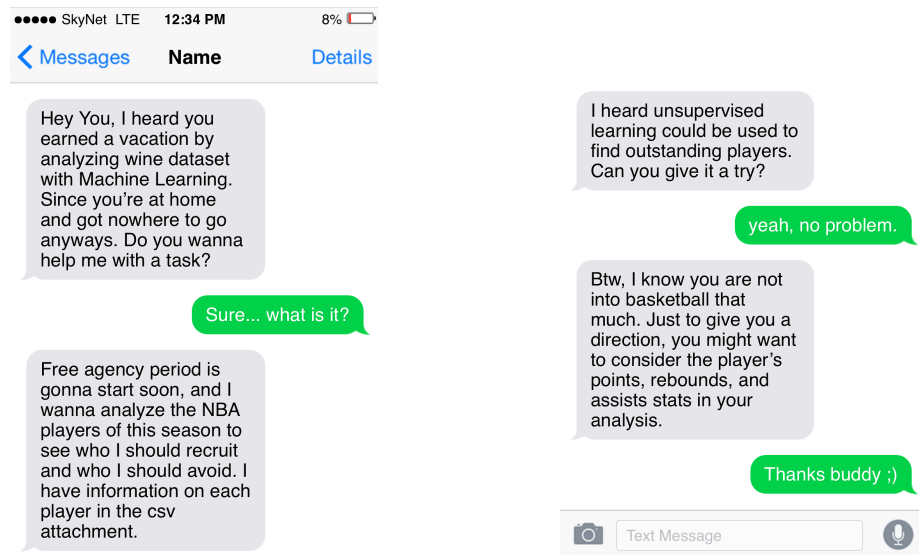 SkyNet LTE 12:34 PM 8%
Messages Name Details
Hey You, I heard you
earned a vacation by
analyzing wine dataset
with Machine Learning.
Since you're at home
and got nowhere to go
anyways. Do you wanna
help me with a task?
Sure... what is it?
Free agency period is
gonna start soon, and I
wanna analyze the NBA
players of this season to
see who I should recruit
and who I should avoid. I
have information on each
player in the csv
attachment.
I heard unsupervised
learning could be used to
find outstanding players.
Can you give it a try?
yeah, no problem.
Btw, I know you are not
into basketball that
much. Just to give you a
direction, you might want
to consider the player's
points, rebounds, and
assists stats in your
analysis.
Thanks buddy ;)
Text Message